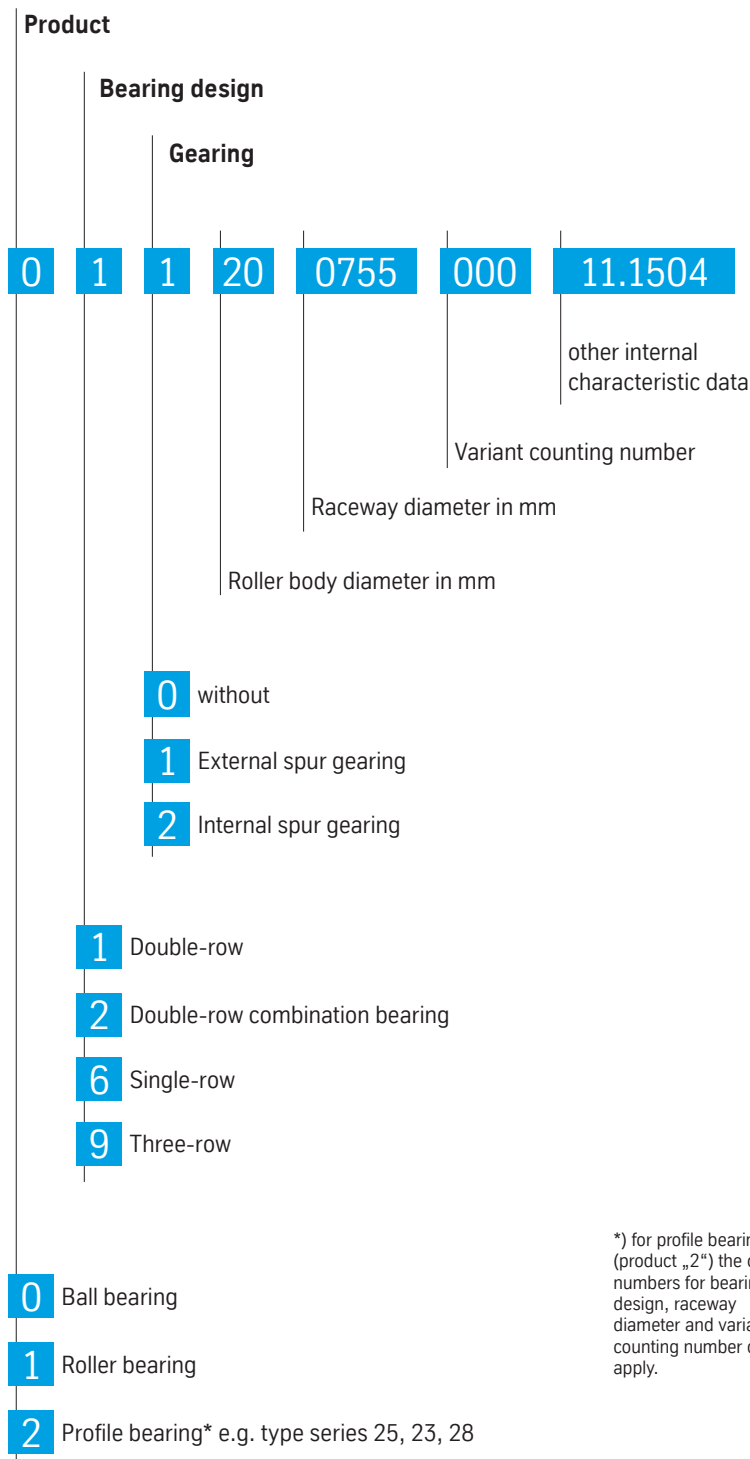 Product
Bearing design
Gearing
0 1 1 20 0755 000 11.1504
other internal
characteristic data
Variant counting number
Raceway diameter in mm
Roller body diameter in mm
0 without
1 External spur gearing
2 Internal spur gearing
1 Double-row
2 Double-row combination bearing
6 Single-row
9 Three-row
*) for profile
(product „2“) the
numbers for
design, raceway
diameter and
counting number
apply.
0 Ball bearing
1 Roller bearing
2 Profile bearing* e.g. type series 25, 23, 28